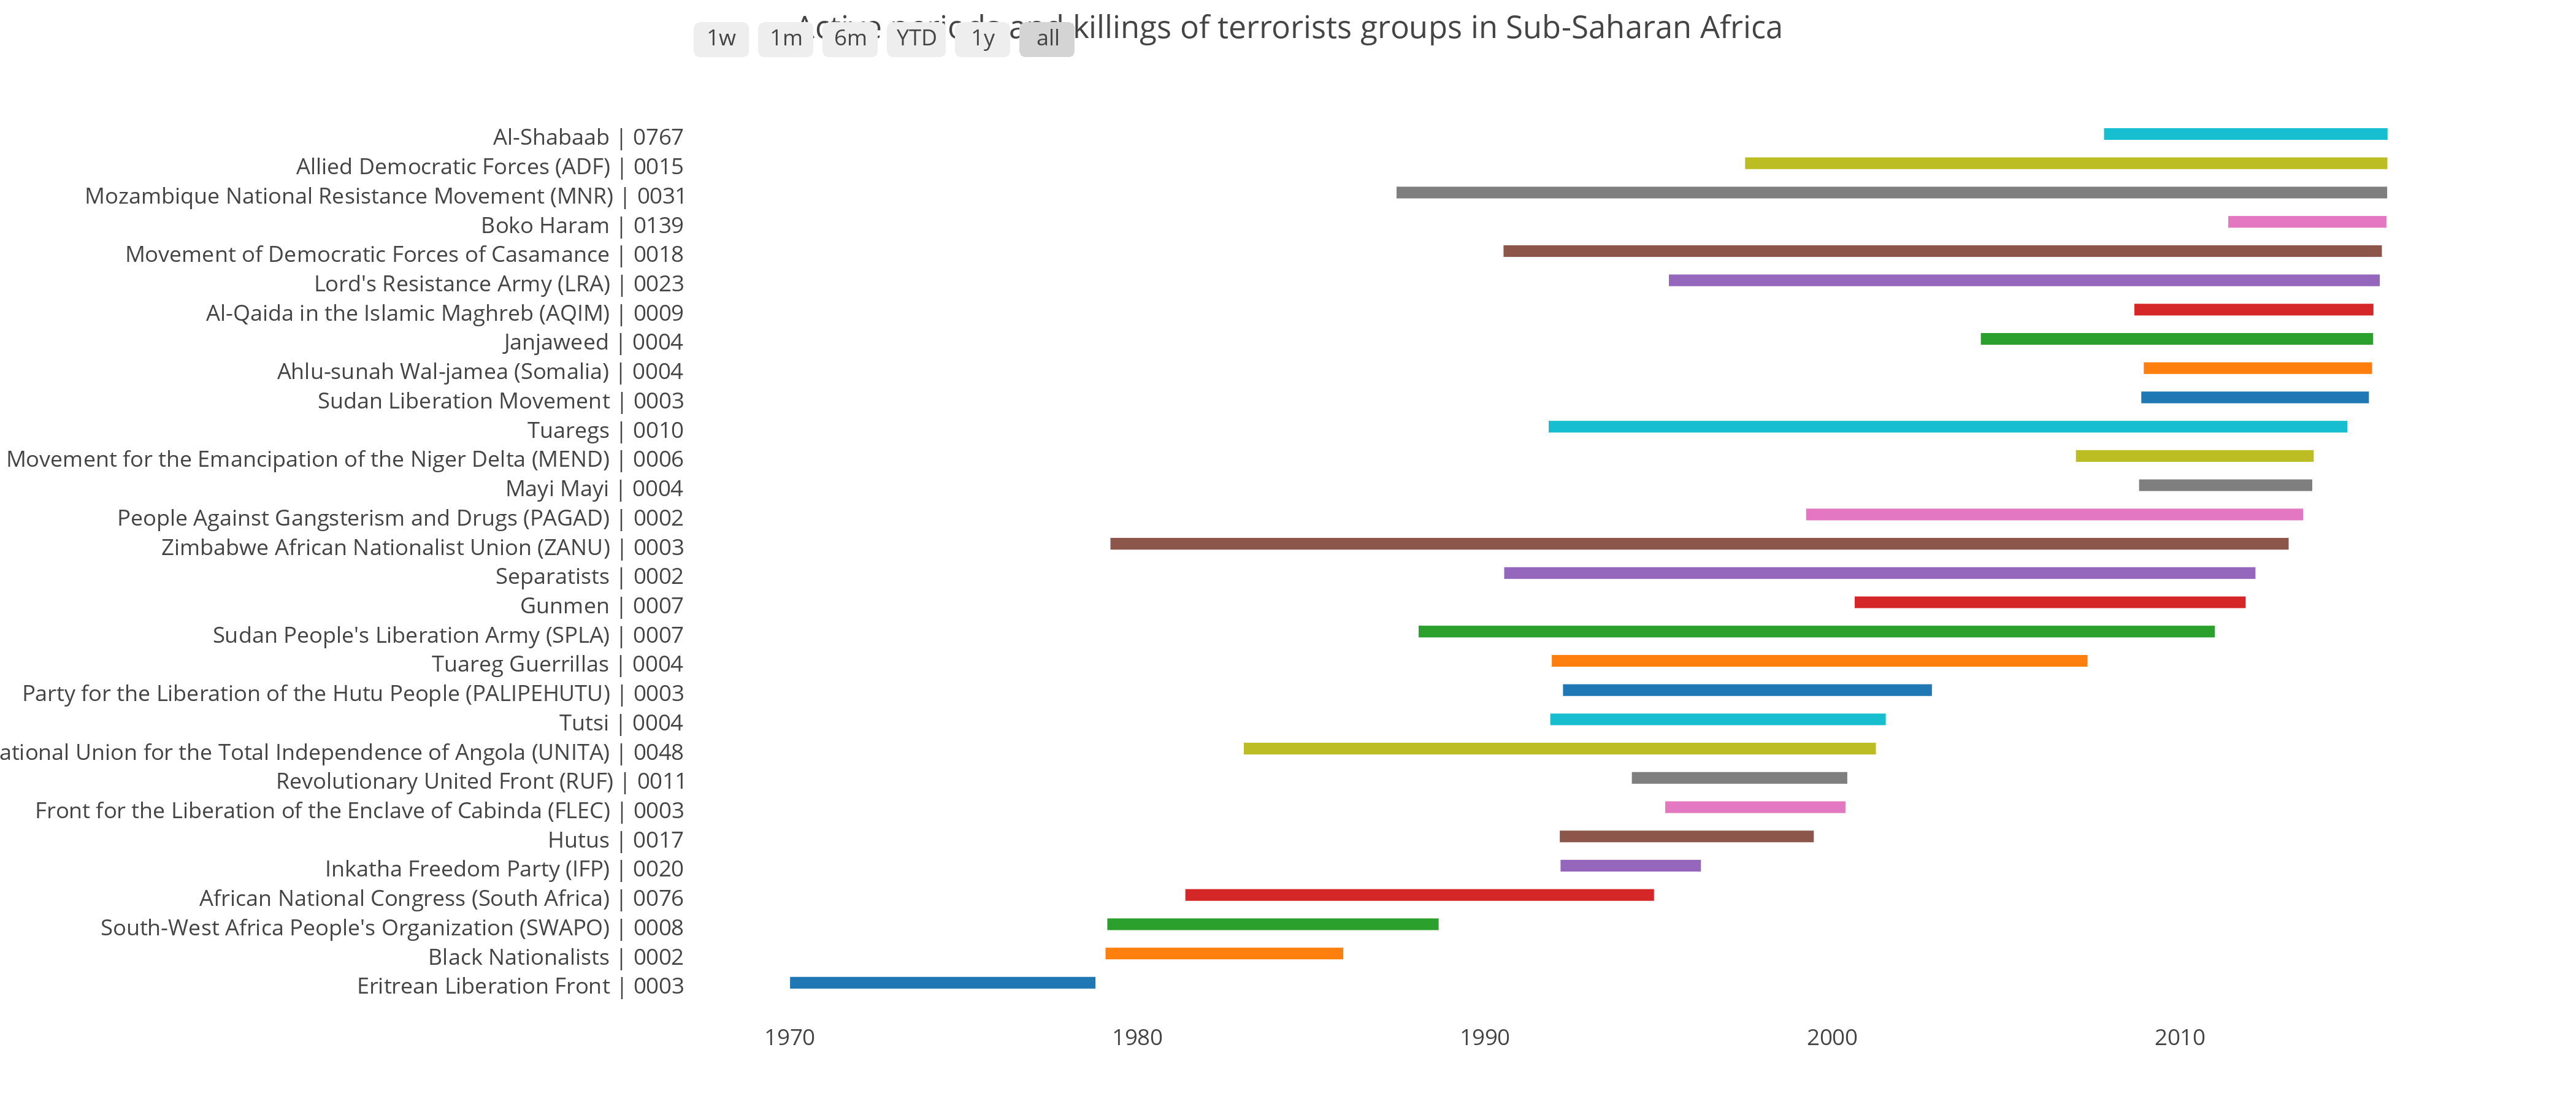 killings of terrorists groups in Sub-Saharan Africa
1w 1m 6m YTD 1y all
Al-Shabaab | 0767
Allied Democratic Forces (ADF) | 0015
Mozambique National Resistance Movement (MNR) | 0031
Boko Haram | 0139
Movement of Democratic Forces of Casamance | 0018
Lord's Resistance Army (LRA) | 0023
Al-Qaida in the Islamic Maghreb (AQIM) | 0009
Janjaweed | 0004
Ahlu-sunah Wal-jamea (Somalia) | 0004
Sudan Liberation Movement | 0003
Tuaregs | 0010
Movement for the Emancipation of the Niger Delta (MEND) | 0006
Mayi Mayi | 0004
People Against Gangsterism and Drugs (PAGAD) | 0002
Zimbabwe African Nationalist Union (ZANU) | 0003
Separatists | 0002
Gunmen | 0007
Sudan People's Liberation Army (SPLA) | 0007
Tuareg Guerrillas | 0004
Party for the Liberation of the Hutu People (PALIPEHUTU) | 0003
Tutsi | 0004
ational Union for the Total Independence of Angola (UNITA) | 0048
Revolutionary United Front (RUF) | 0011
Front for the Liberation of the Enclave of Cabinda (FLEC) | 0003
Hutus | 0017
Inkatha Freedom Party (IFP) | 0020
African National Congress (South Africa) | 0076
South-West Africa People's Organization (SWAPO) | 0008
Black Nationalists | 0002
Eritrean Liberation Front | 0003
1970 1980 1990 2000 2010